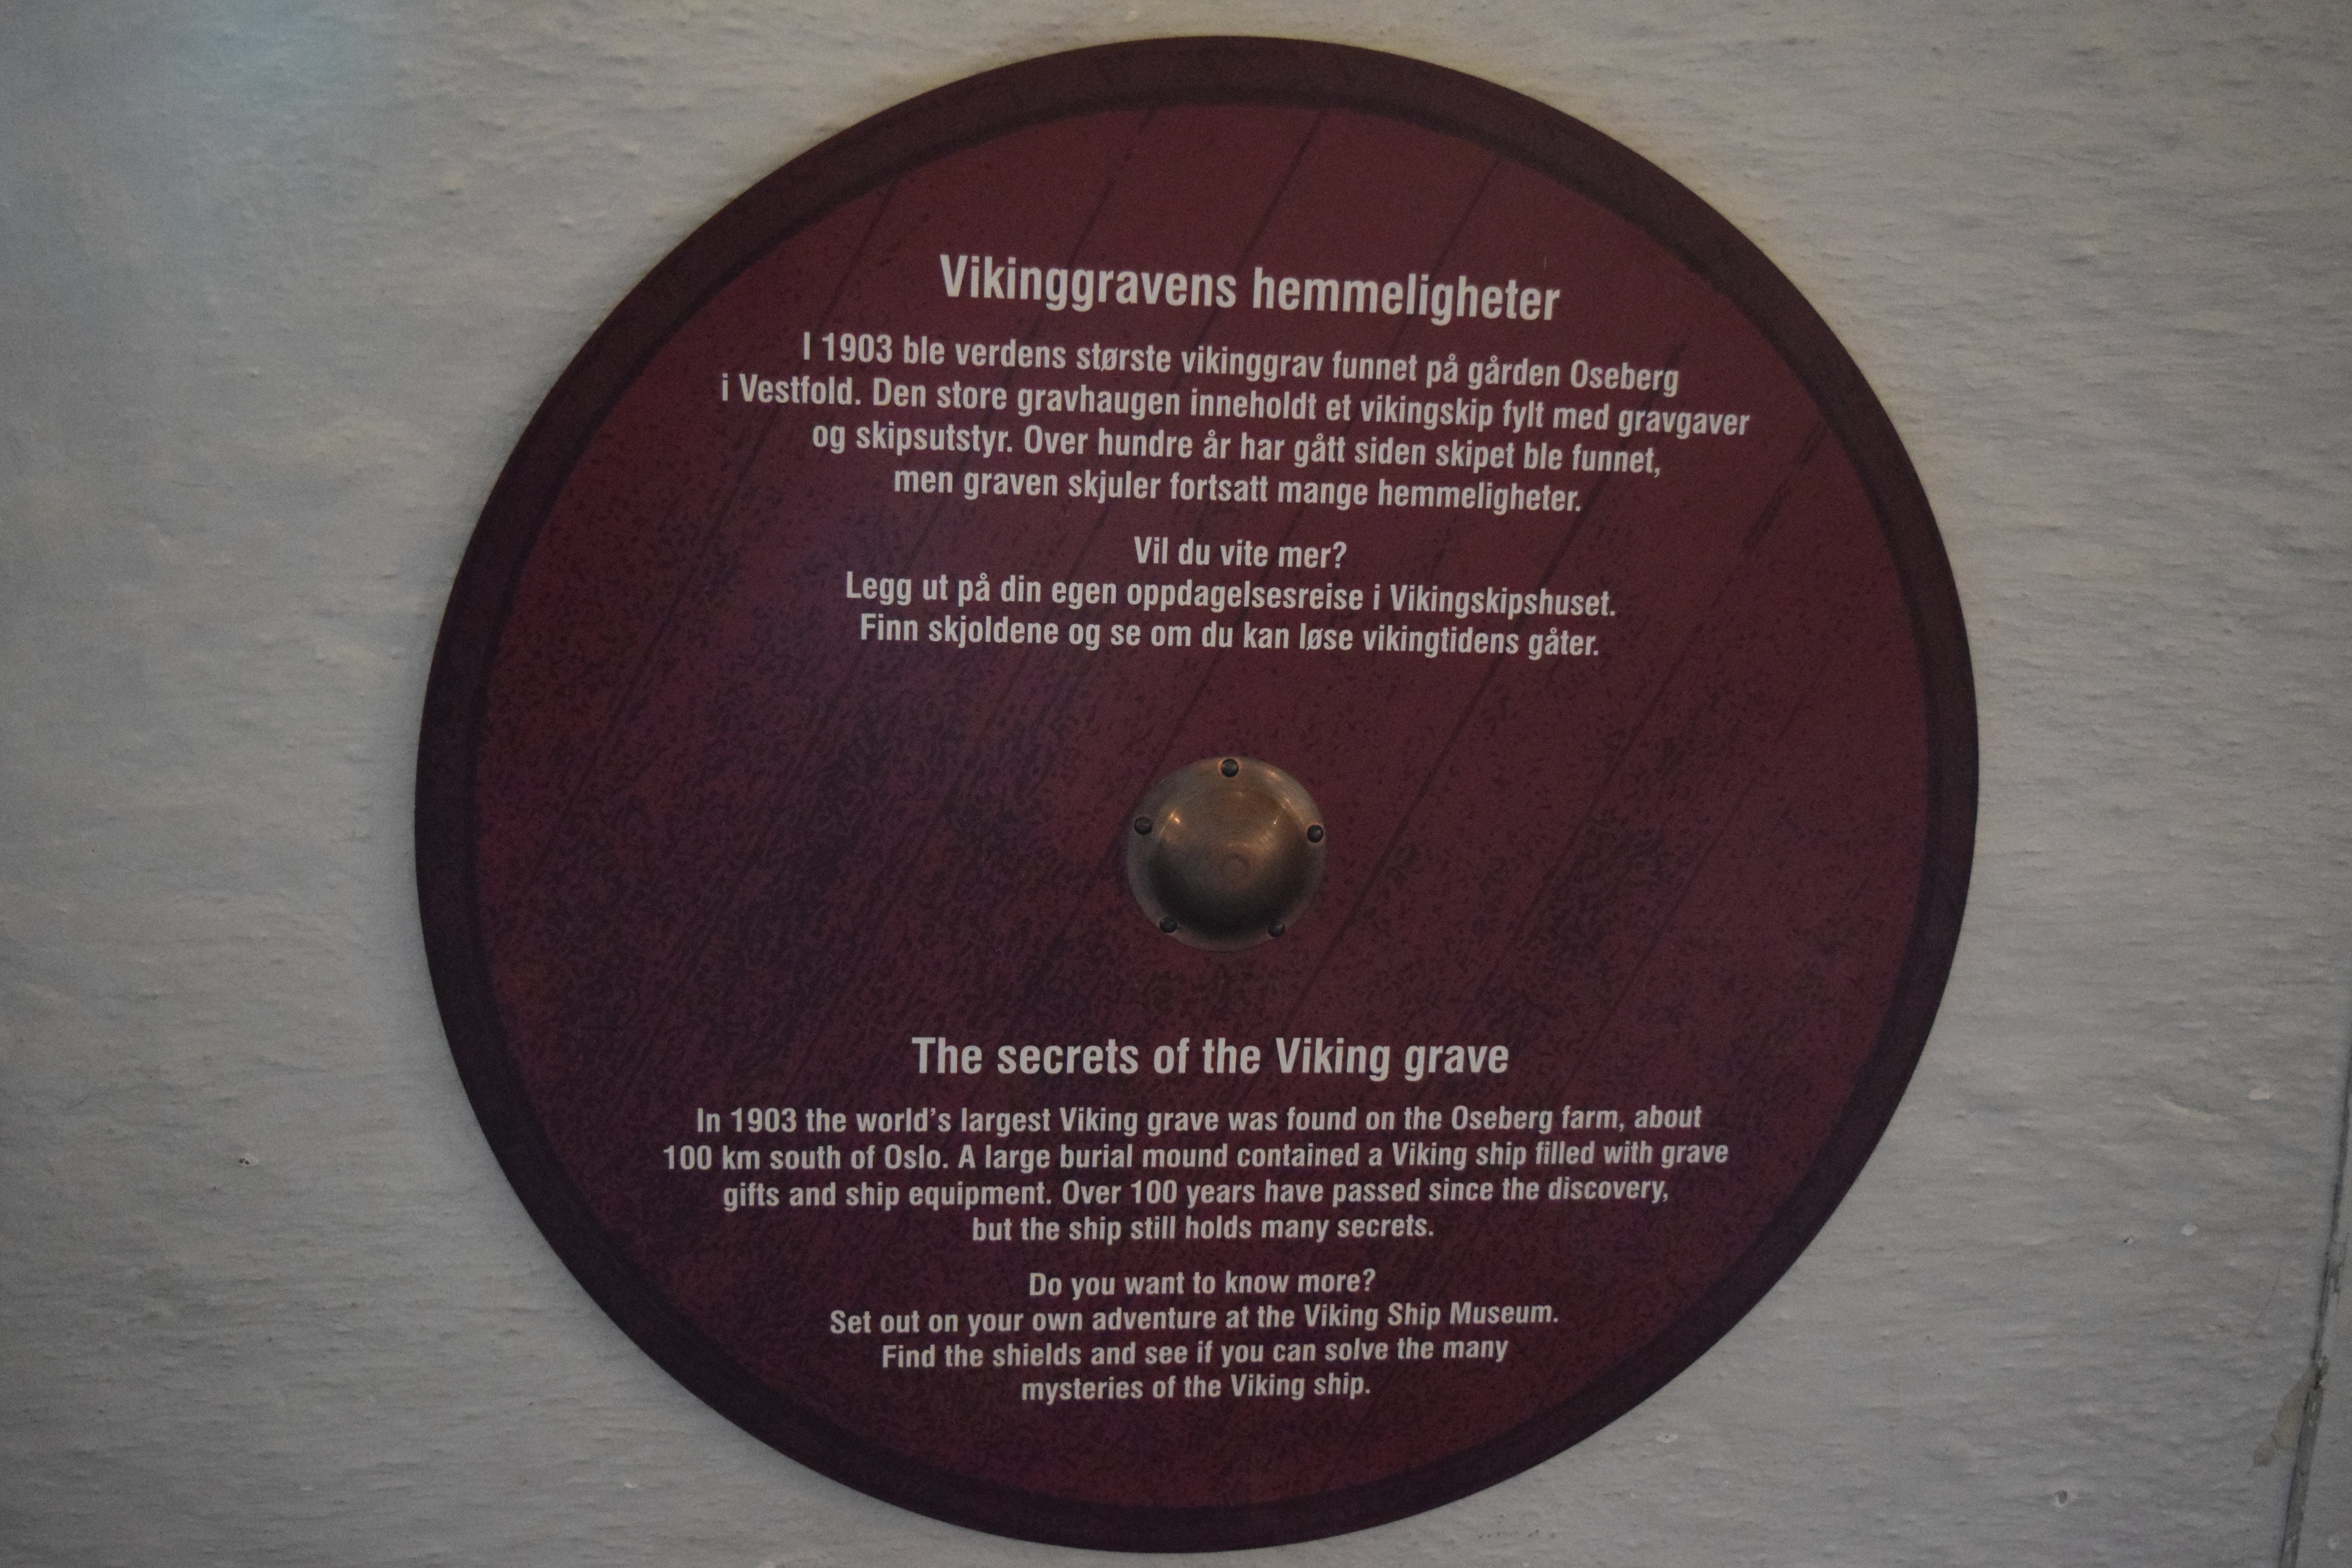 Vikinggravens hemmeligheter
I 1903 ble verdens største vikinggrav funnet på gården Oseberg
i Vestfold. Den store gravhaugen inneholdt et vikingskip fylt med gravgaver
og skipsutstyr. Over hundre år har gått siden skipet ble funnet,
men graven skjuler fortsatt mange hemmeligheter.
Vil du vite mer?
Legg ut på din egen oppdagelsesreise i Vikingskipshuset.
Finn skjoldene og se om du kan løse vikingtidens gåter.
The secrets of the Viking grave
In 1903 the world's largest Viking grave was found on the Oseberg farm, about
100 km south of Oslo. A large burial mound contained a Viking ship filled with grave
gifts and ship equipment. Over 100 years have passed since the discovery,
but the ship still holds many secrets.
Do you want to know more?
Set out on your own adventure at the Viking Ship Museum.
Find the shields and see if you can solve the many
mysteries of the Viking ship.